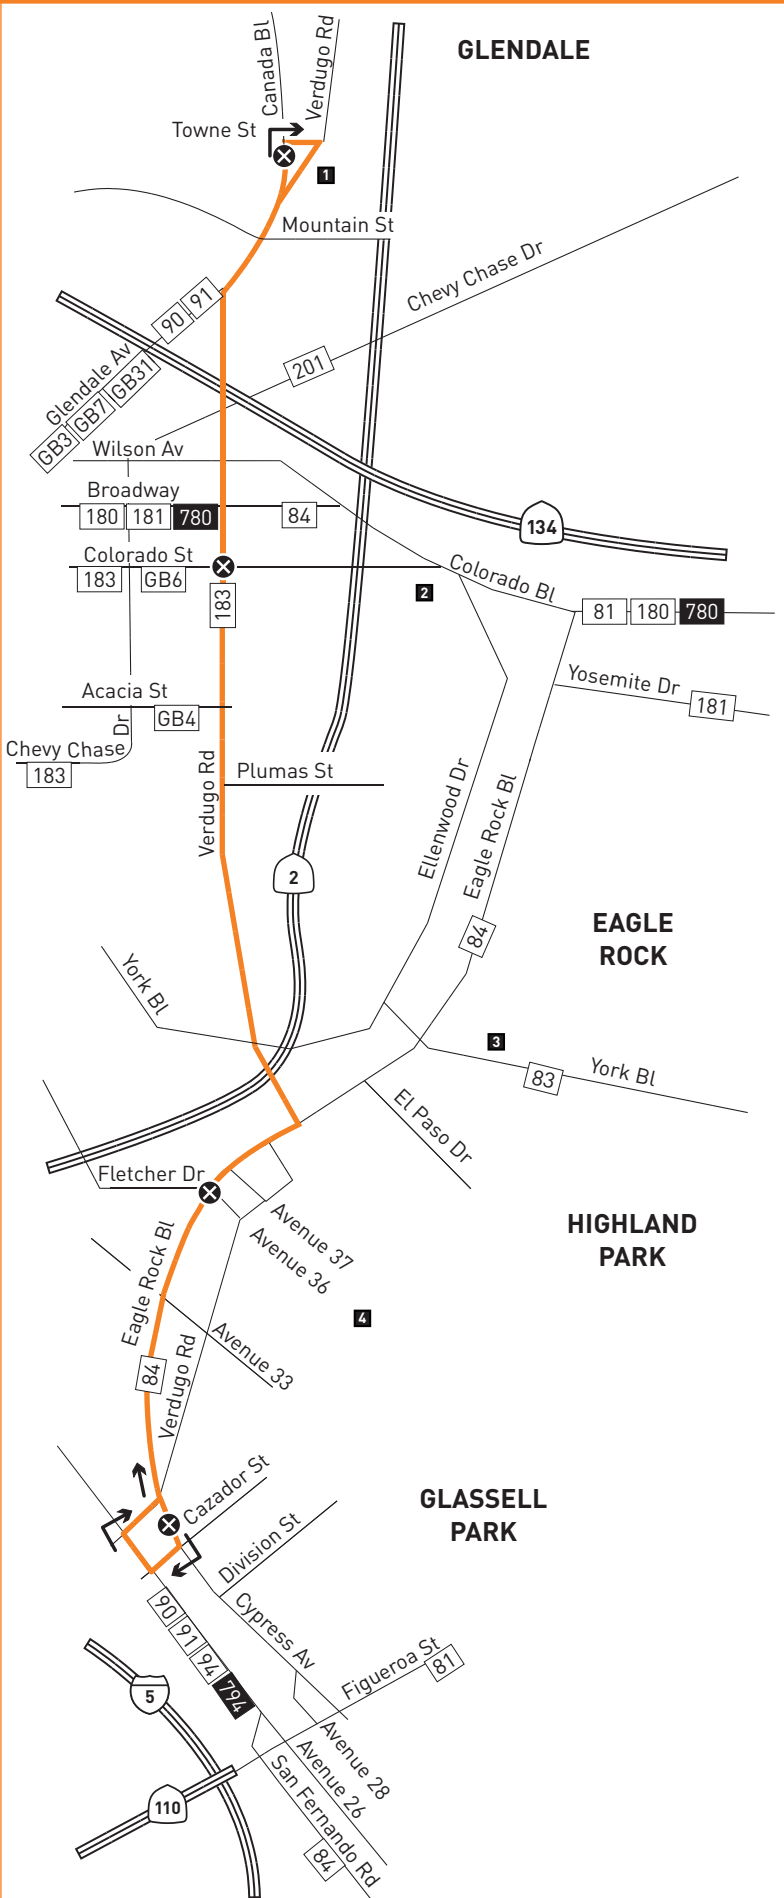 Canada Bl
Verdugo Rd
GLENDALE
Towne St
1
Mountain St
Chevy Chase Dr
90
91
Glendale Av
GB3
GB7
GB31
201
Wilson Av
Broadway
180
181
780
84
134
Colorado St
183
GB6
183
Colorado Bl
2
81
180
780
Yosemite Dr
181
Acacia St
GB4
Chevy Chase Dr
183
Verdugo Rd
Plumas St
Ellenwood Dr
Eagle Rock Bl
2
84
EAGLE
ROCK
York Bl
3
83
York Bl
El Paso Dr
Fletcher Dr
Avenue 37
Avenue 36
HIGHLAND
PARK
Eagle Rock Bl
4
84
Verdugo Rd
Avenue 33
Cazador St
GLASSELL
PARK
Division St
90
91
94
794
Cypress Av
Figueroa St
81
5
110
Avenue 28
Avenue 26
San Fernando Rd
84